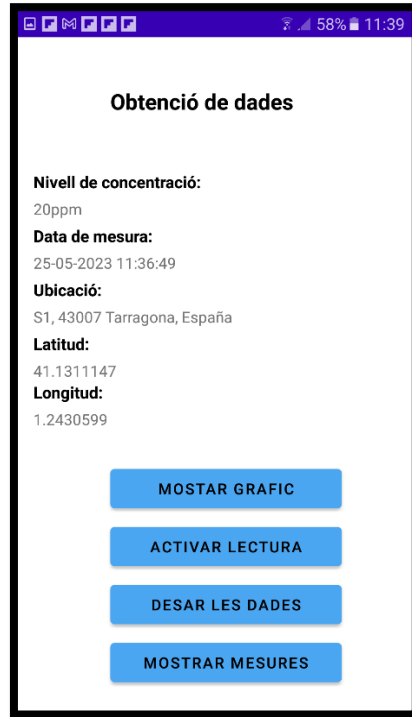 58% 11:39
Obtenció de dades
Nivell de concentració:
20ppm
Data de mesura:
25-05-2023 11:36:49
Ubicació:
S1, 43007 Tarragona, España
Latitud:
41.1311147
Longitud:
1.2430599
MOSTAR GRAFIC
ACTIVAR LECTURA
DESAR LES DADES
MOSTRAR MESURES